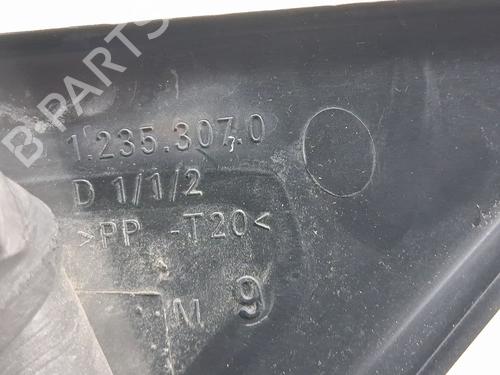 B-PARTS
1.235.307.0
D 1/1/2
>PP -T20<
M 9